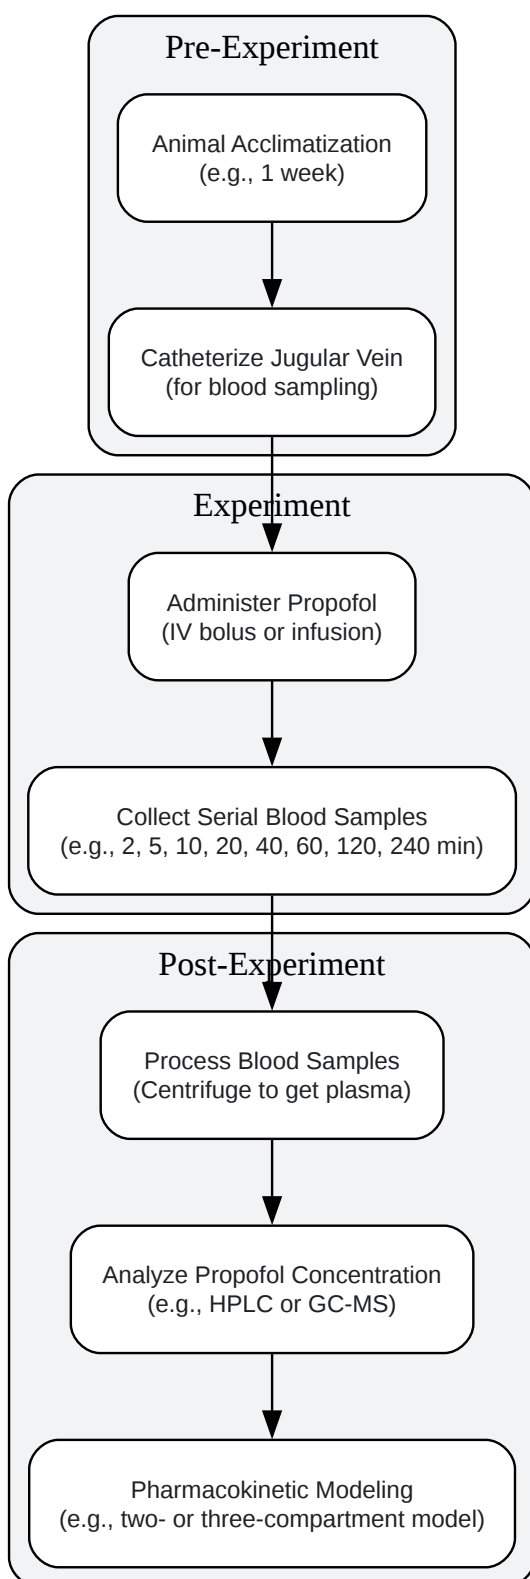 Pre-Experiment
Animal Acclimatization
(e.g., 1 week)
Catheterize Jugular Vein
(for blood sampling)
Experiment
Administer Propofol
(IV bolus or infusion)
Collect Serial Blood Samples
(e.g., 2, 5, 10, 20, 40, 60, 120, 240 min)
Post-Experiment
Process Blood Samples
(Centrifuge to get plasma)
Analyze Propofol Concentration
(e.g., HPLC or GC-MS)
Pharmacokinetic Modeling
(e.g., two- or three-compartment model)